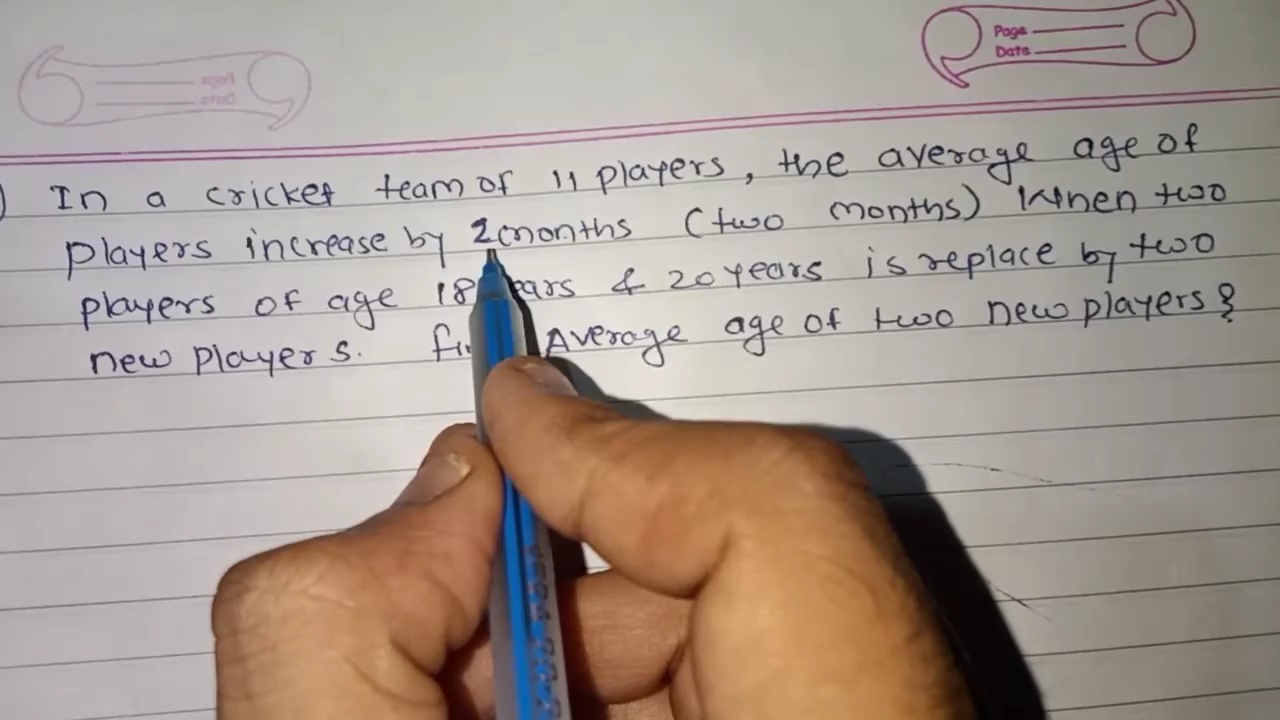 Page
Date
In a cricket team of 11 players, the average age of
players increase by 2 months (two months) When two
players of age 18 years & 20 years is replace by two
new players. Average age of two new players?